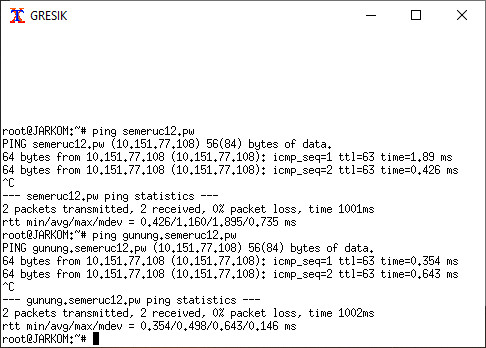 GRESIK
root@JARKOM:~# ping semeruc12.pw
PING semeruc12.pw (10.151.77.108) 56(84) bytes of data.
64 bytes from 10.151.77.108 (10.151.77.108): icmp_seq=1 ttl=63 time=1.89 ms
64 bytes from 10.151.77.108 (10.151.77.108): icmp_seq=2 ttl=63 time=0.426 ms
^C
--- semeruc12.pw ping statistics ---
2 packets transmitted, 2 received, 0% packet loss, time 1001ms
rtt min/avg/max/mdev = 0.426/1.160/1.895/0.735 ms
root@JARKOM:~# ping gunung.semeruc12.pw
PING gunung.semeruc12.pw (10.151.77.108) 56(84) bytes of data.
64 bytes from 10.151.77.108 (10.151.77.108): icmp_seq=1 ttl=63 time=0.354 ms
64 bytes from 10.151.77.108 (10.151.77.108): icmp_seq=2 ttl=63 time=0.643 ms
^C
--- gunung.semeruc12.pw ping statistics ---
2 packets transmitted, 2 received, 0% packet loss, time 1002ms
rtt min/avg/max/mdev = 0.354/0.498/0.643/0.146 ms
root@JARKOM:~#